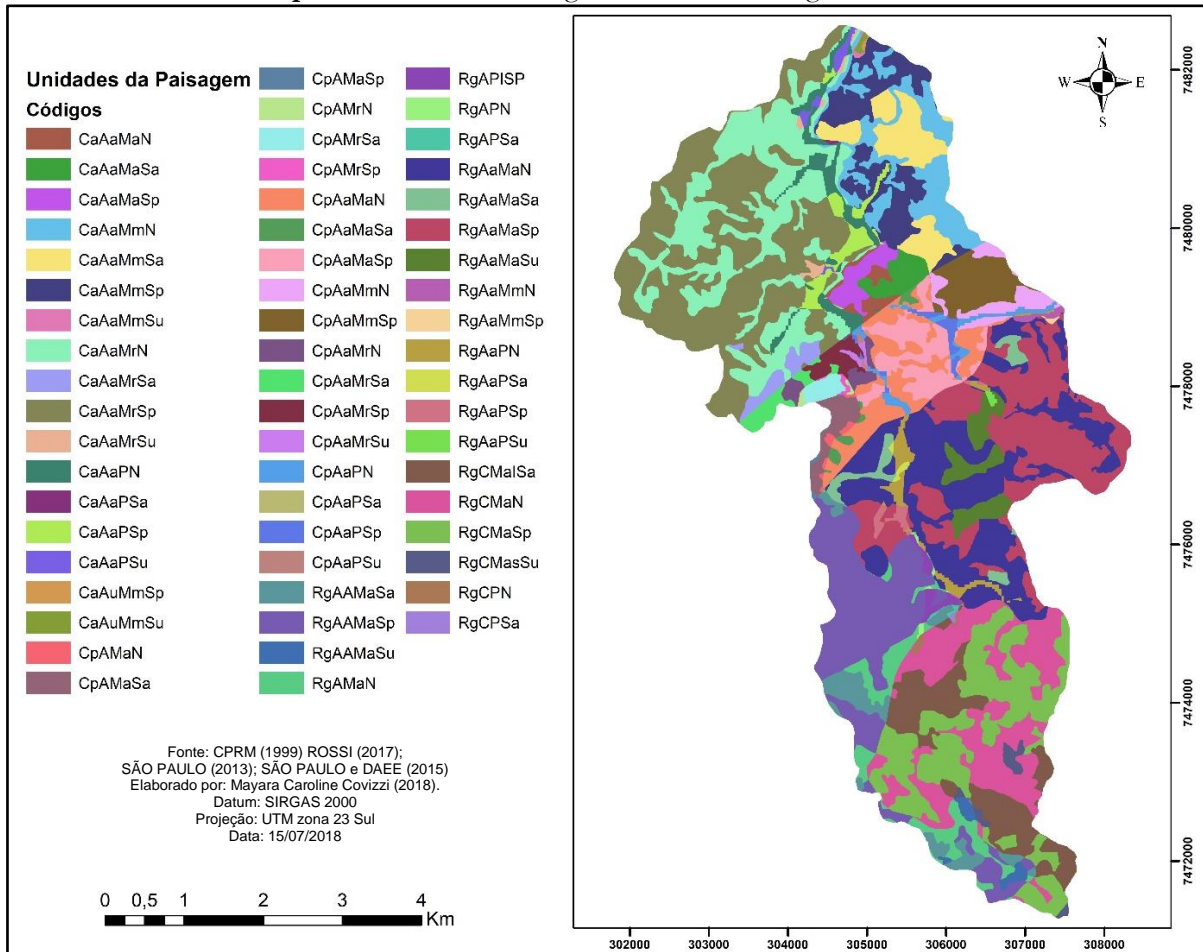 Unidades da Paisagem
Códigos
CaAaMaN
CaAaMaSa
CaAaMaSp
CaAaMmN
CaAaMmSa
CaAaMmSp
CaAaMmSu
CaAaMrN
CaAaMrSa
CaAaMrSp
CaAaMrSu
CaAaPN
CaAaPSa
CaAaPSp
CaAaPSu
CaAuMmSp
CaAuMmSu
CpAMaN
CpAMaSa
CpAMaSp
CpAMrN
CpAMrSa
CpAMrSp
CpAaMaN
CpAaMaSa
CpAaMaSp
CpAaMmN
CpAaMmSp
CpAaMrN
CpAaMrSa
CpAaMrSp
CpAaMrSu
CpAaPN
CpAaPSa
CpAaPSp
CpAaPSu
RgAAMaSa
RgAAMaSp
RgAAMaSu
RgAMaN
RgAPISP
RgAPN
RgAPSa
RgAaMaN
RgAaMaSa
RgAaMaSp
RgAaMaSu
RgAaMmN
RgAaMmSp
RgAaPN
RgAaPSa
RgAaPSp
RgAaPSu
RgCMalSa
RgCMaN
RgCMaSp
RgCMasSu
RgCPN
RgCPSa
Fonte: CPRM (1999) ROSSI (2017);
SÃO PAULO (2013); SÃO PAULO e DAEE (2015)
Elaborado por: Mayara Caroline Covizzi (2018).
Datum: SIRGAS 2000
Projeção: UTM zona 23 Sul
Data: 15/07/2018
0 0,5 1 2 3 4
Km
N
W E
S
7482000
7480000
7478000
7476000
7474000
7472000
302000 303000 304000 305000 306000 307000 308000